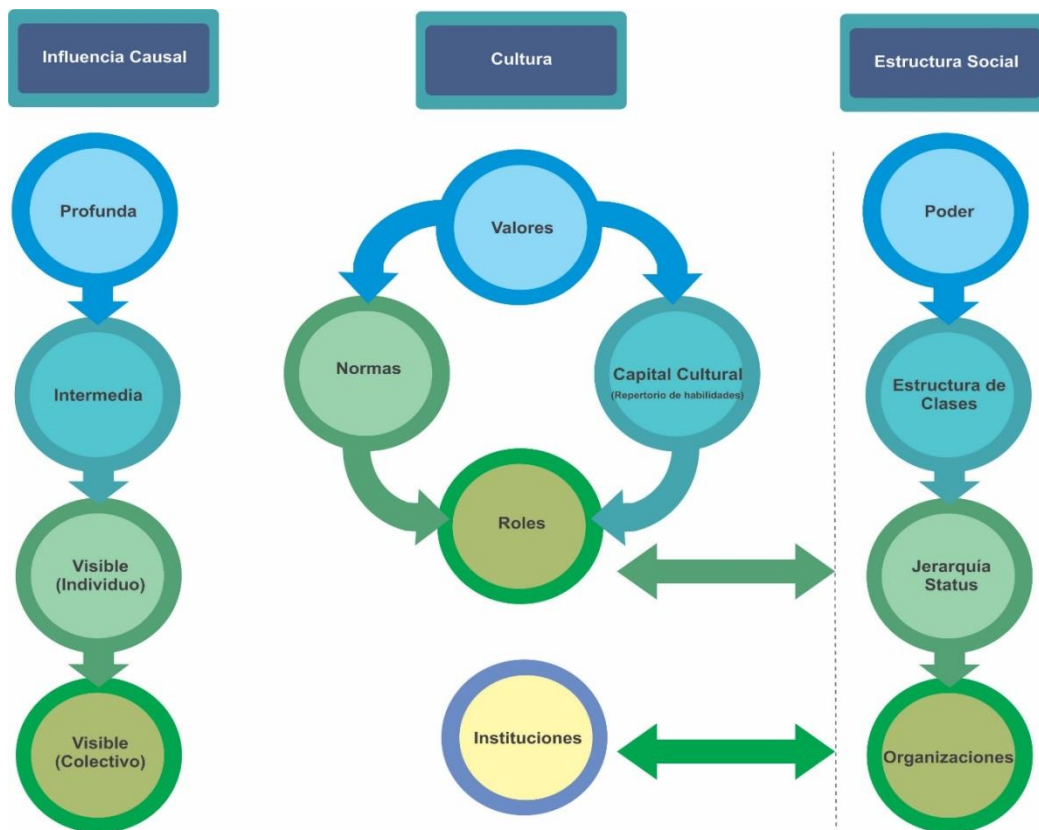 Influencia Causal
Cultura
Estructura Social
Profunda
Valores
Poder
Intermedia
Normas
Capital Cultural
(Repertorio de habilidades)
Estructura de
Clases
Visible
(Individuo)
Roles
Jerarquía
Status
Visible
(Colectivo)
Instituciones
Organizaciones